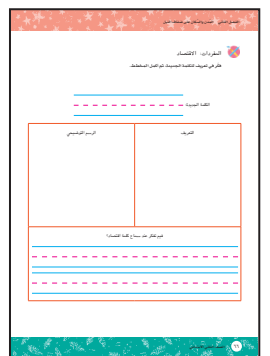 المفردات: الاقتصاد
فكر في تعريف الكلمة الجديدة، ثم أكمل المخطط.
الكلمة الجديدة:
التعريف
الرسم التوضيحي
فيم تفكر عند سماع كلمة اقتصاد؟